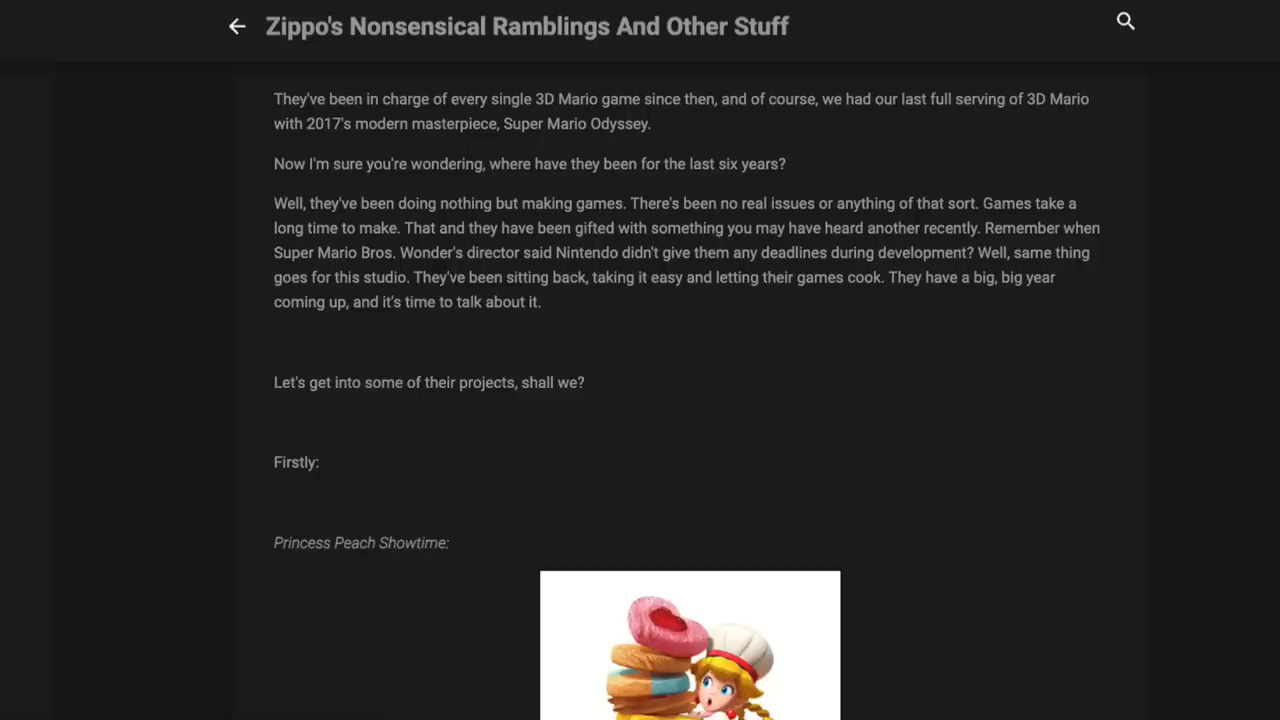 Zippo's Nonsensical Ramblings And Other Stuff
They've been in charge of every single 3D Mario game since then, and of course, we had our last full serving of 3D Mario
with 2017's modern masterpiece, Super Mario Odyssey.
Now I'm sure you're wondering, where have they been for the last six years?
Well, they've been doing nothing but making games. There's been no real issues or anything of that sort. Games take a
long time to make. That and they have been gifted with something you may have heard another recently. Remember when
Super Mario Bros. Wonder's director said Nintendo didn't give them any deadlines during development? Well, same thing
goes for this studio. They've been sitting back, taking it easy and letting their games cook. They have a big, big year
coming up, and it's time to talk about it.
Let's get into some of their projects, shall we?
Firstly:
Princess Peach Showtime: